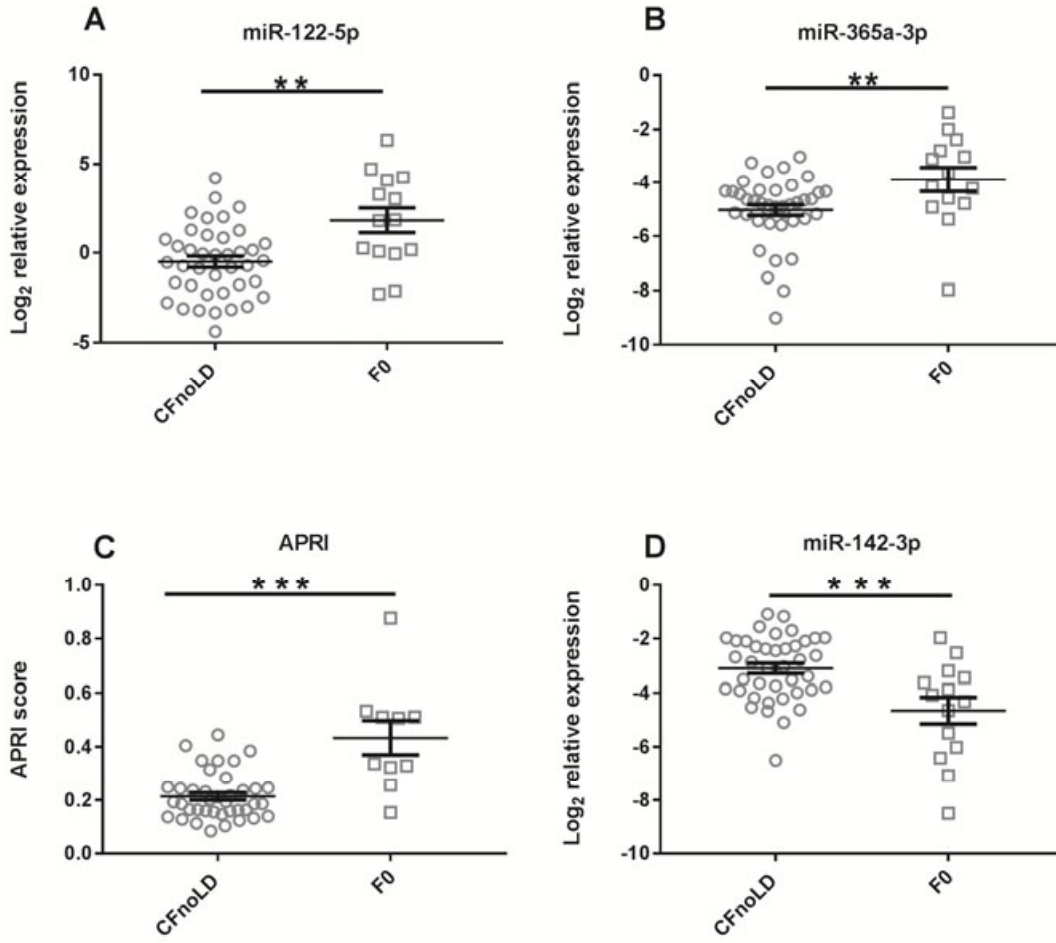 A
miR-122-5p
**
Log2 relative expression
10
5
0
-5
CFnoLD
F0
B
miR-365a-3p
**
Log2 relative expression
0
-2
-4
-6
-8
-10
CFnoLD
F0
C
APRI
***
APRI score
1.0
0.8
0.6
0.4
0.2
0.0
CFnoLD
F0
D
miR-142-3p
***
Log2 relative expression
0
-2
-4
-6
-8
-10
CFnoLD
F0